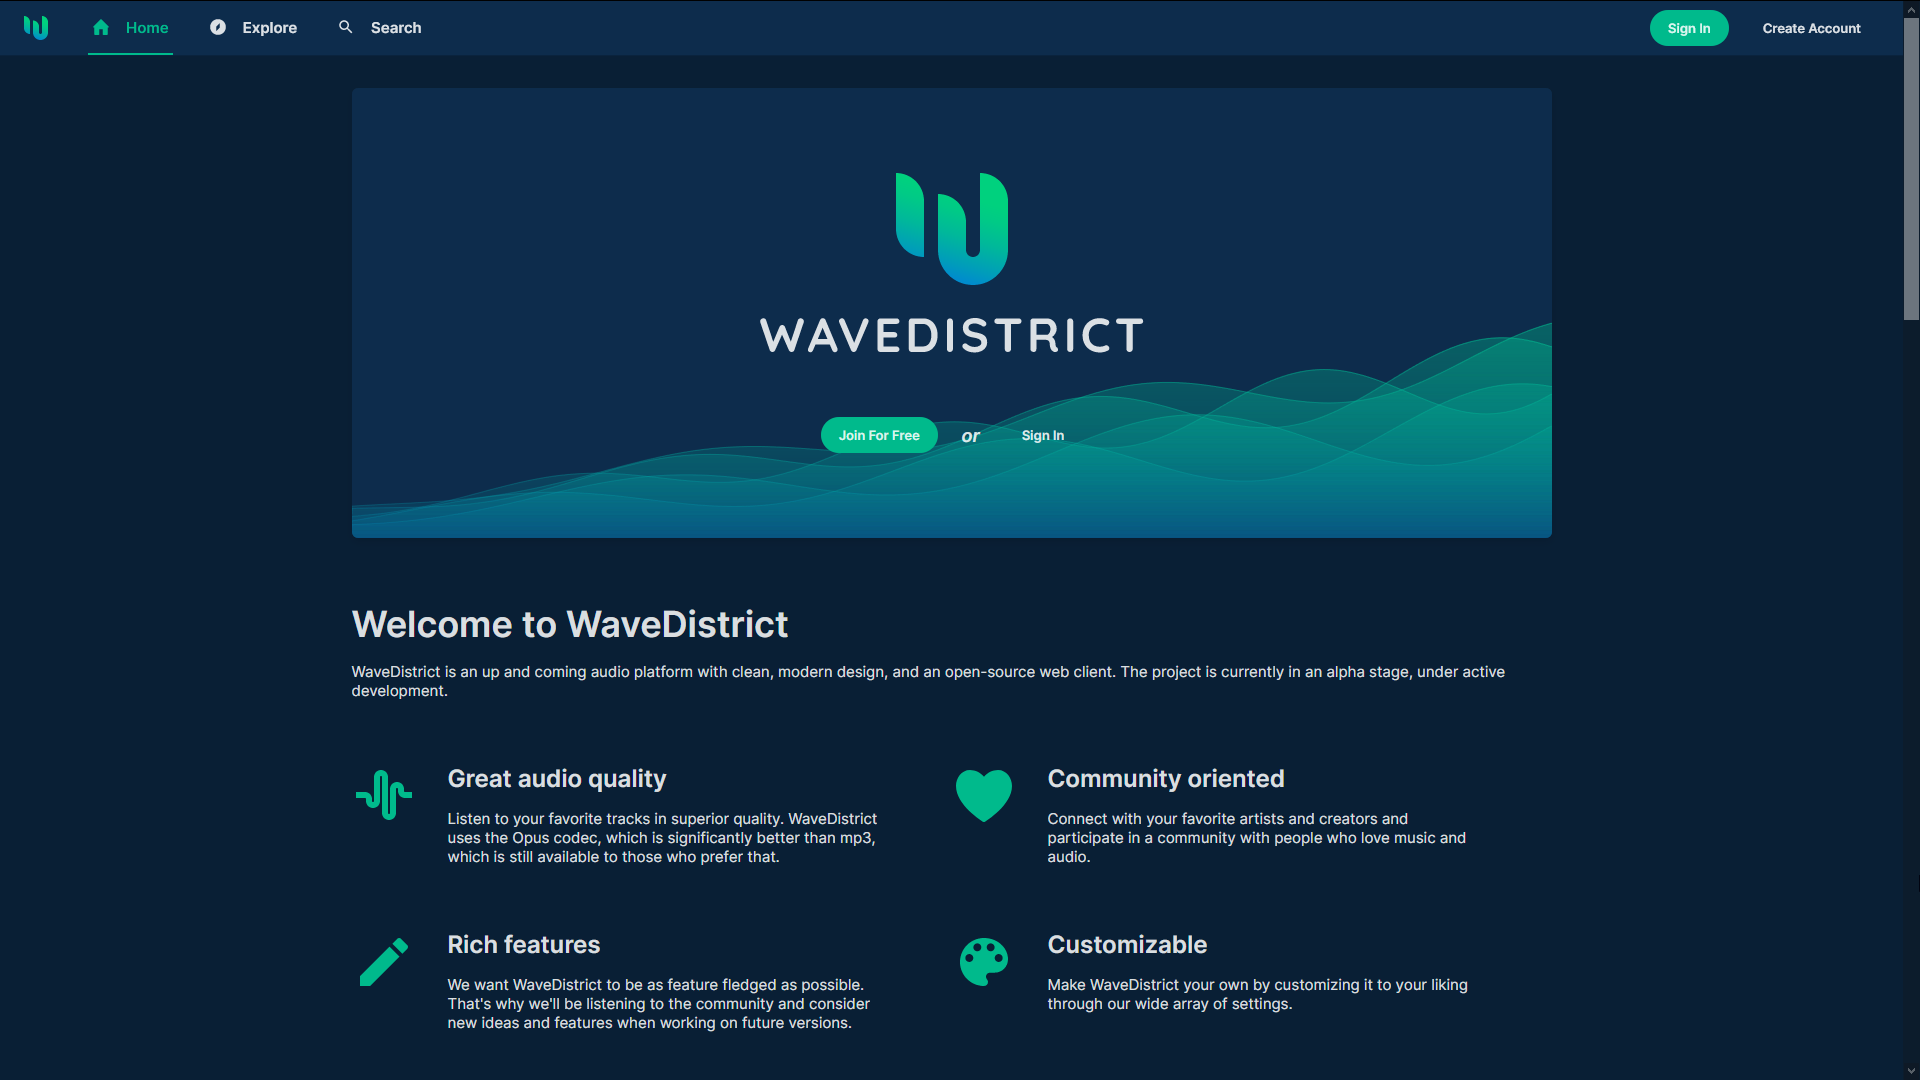 Home Explore Search Sign In Create Account
WAVEDISTRICT
Join For Free or Sign In
Welcome to WaveDistrict
WaveDistrict is an up and coming audio platform with clean, modern design, and an open-source web client. The project is currently in an alpha stage, under active
development.
Great audio quality
Listen to your favorite tracks in superior quality. WaveDistrict
uses the Opus codec, which is significantly better than mp3,
which is still available to those who prefer that.
Community oriented
Connect with your favorite artists and creators and
participate in a community with people who love music and
audio.
Rich features
We want WaveDistrict to be as feature fledged as possible.
That's why we'll be listening to the community and consider
new ideas and features when working on future versions.
Customizable
Make WaveDistrict your own by customizing it to your liking
through our wide array of settings.